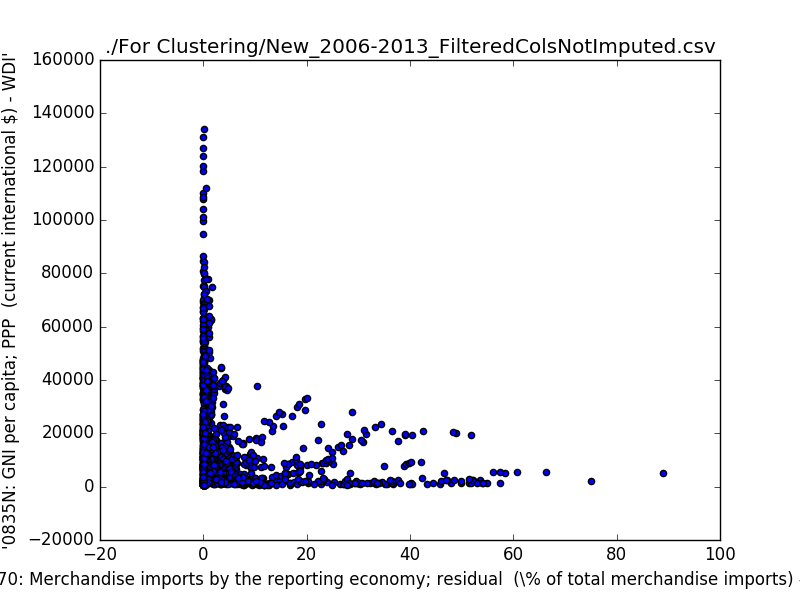 ./For Clustering/New_2006-2013_FilteredColsNotImputed.csv
160000
140000
120000
100000
80000
60000
40000
20000
0
−20000
'0835N: GNI per capita; PPP (current international $) - WDI'
−20 0 20 40 60 80 100
70: Merchandise imports by the reporting economy; residual (\% of total merchandise imports)